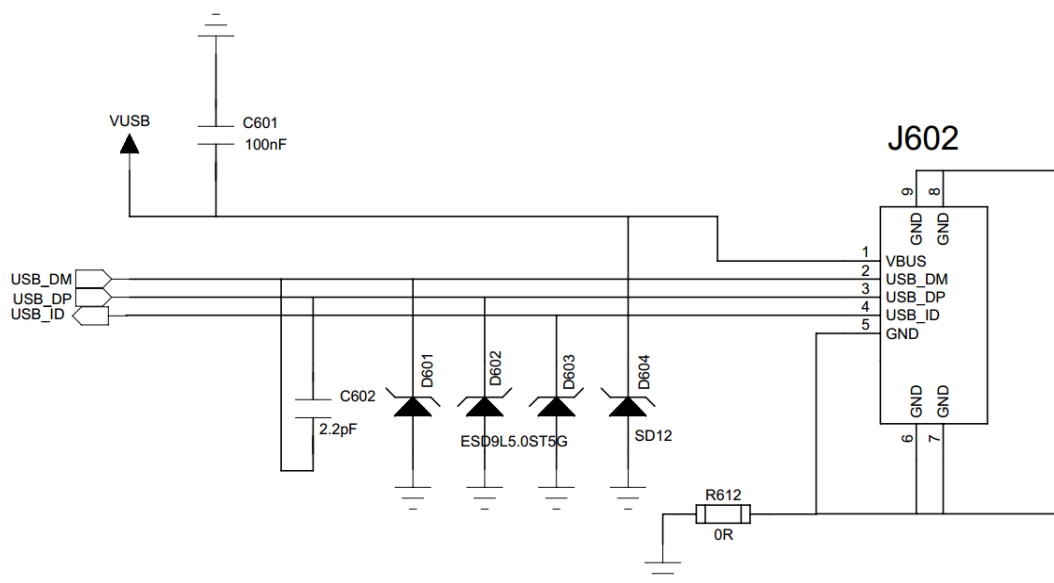 C601
100nF
VUSB
J602
9
8
GND
GND
1
VBUS
USB_DM
2
USB_DM
USB_DP
3
USB_DP
USB_ID
4
USB_ID
5
GND
D601
D602
D603
D604
C602
2.2pF
ESD9L5.0ST5G
SD12
GND
GND
6
7
R612
0R